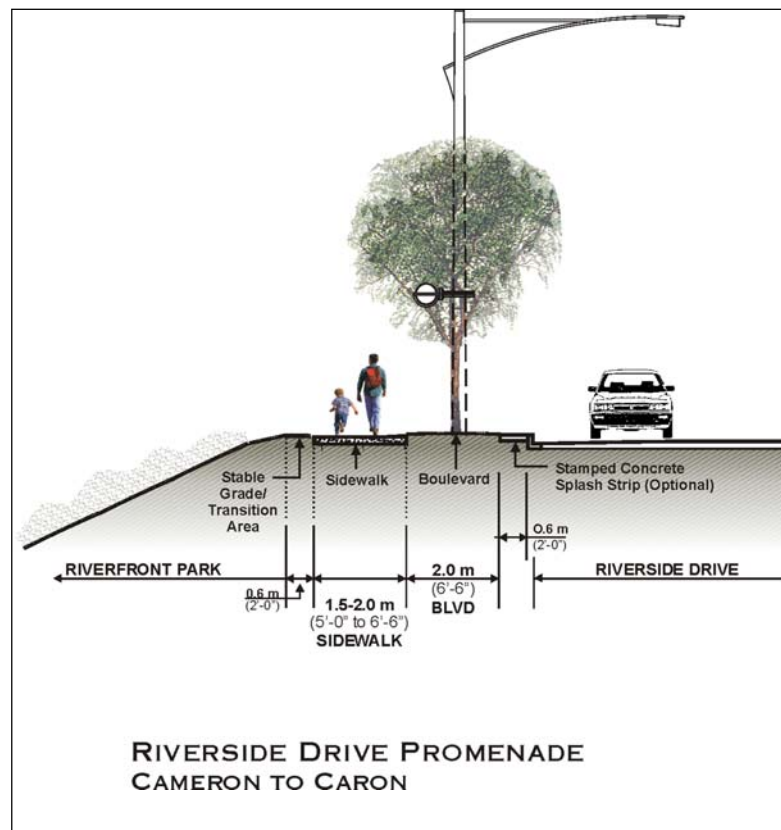 Stable
Grade/
Transition
Area
Sidewalk
Boulevard
Stamped Concrete
Splash Strip (Optional)
0.6 m
(2'-0")
RIVERFRONT PARK
0.6 m
(2'-0")
1.5-2.0 m
(5'-0" to 6'-6")
SIDEWALK
2.0 m
(6'-6")
BLVD
RIVERSIDE DRIVE
RIVERSIDE DRIVE PROMENADE
CAMERON TO CARON